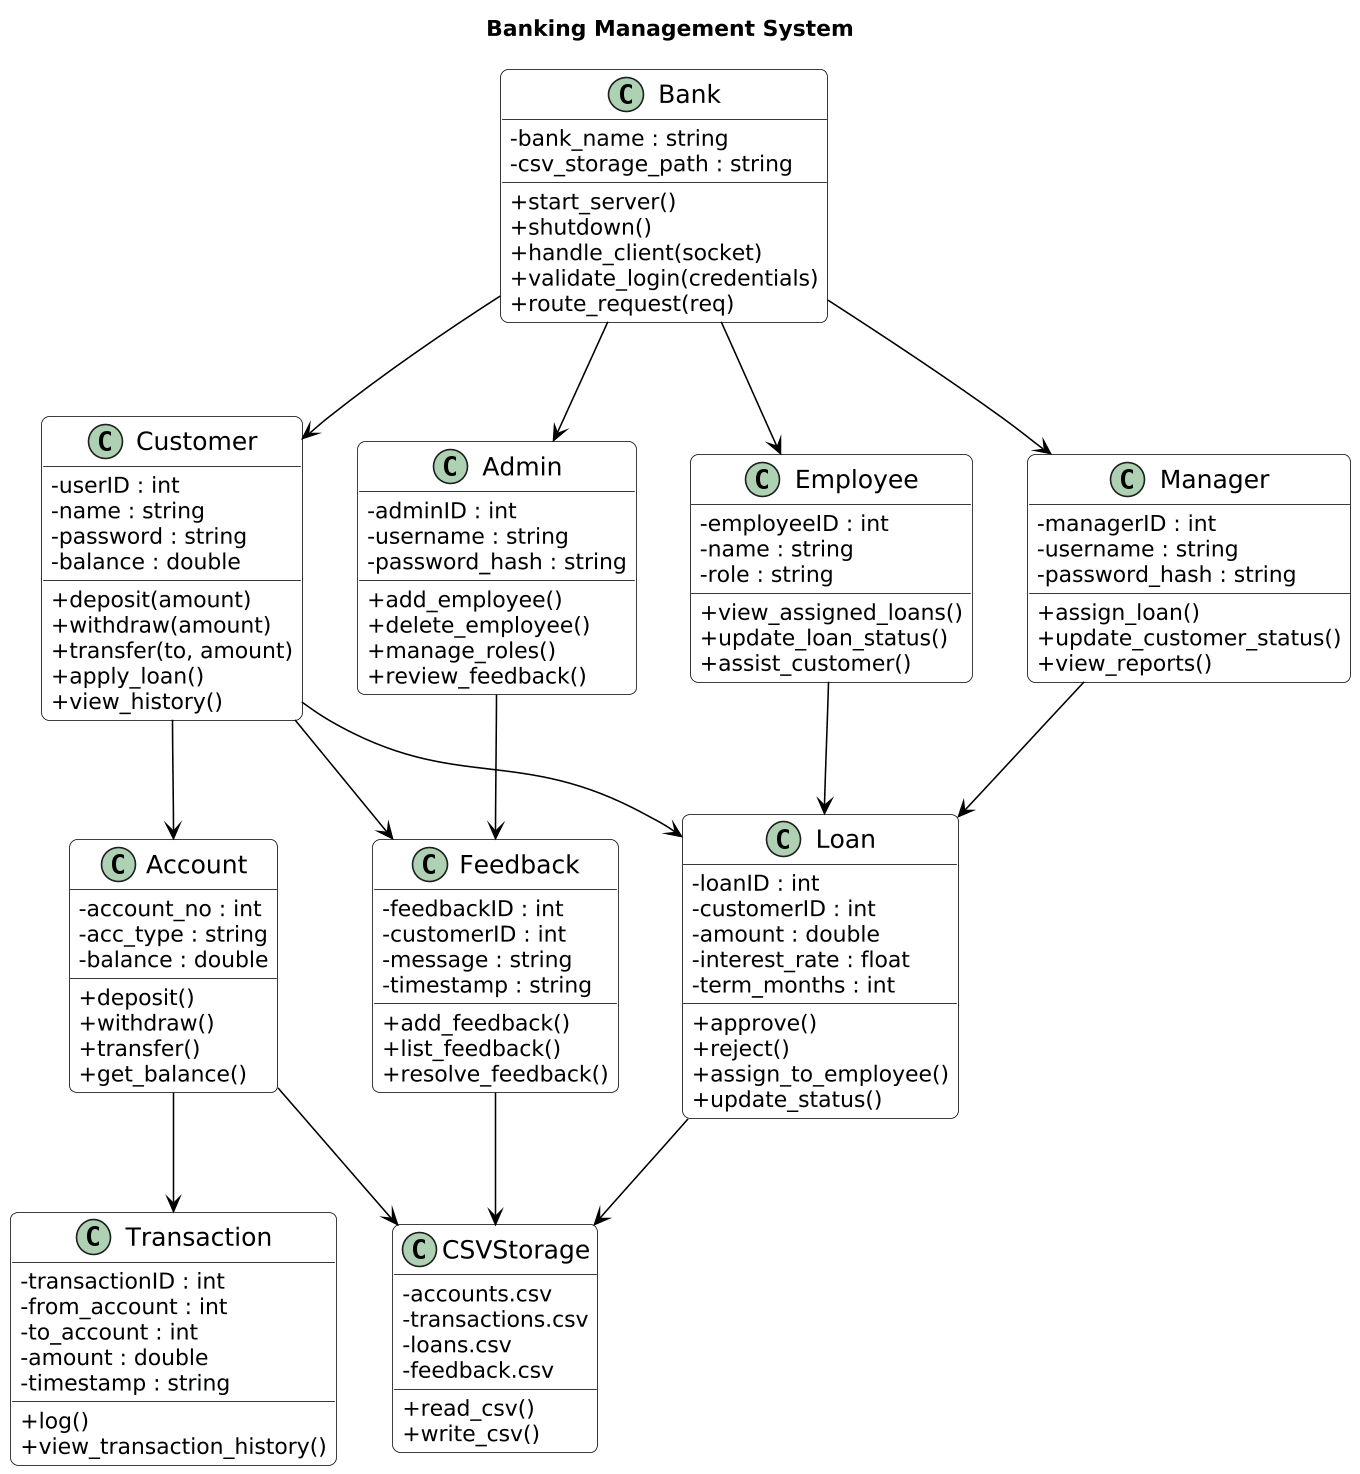 Banking Management System
C Bank
-bank_name : string
-csv_storage_path : string
+start_server()
+shutdown()
+handle_client(socket)
+validate_login(credentials)
+route_request(req)
C Customer
-userID : int
-name : string
-password : string
-balance : double
+deposit(amount)
+withdraw(amount)
+transfer(to, amount)
+apply_loan()
+view_history()
C Admin
-adminID : int
-username : string
-password_hash : string
+add_employee()
+delete_employee()
+manage_roles()
+review_feedback()
C Employee
-employeeID : int
-name : string
-role : string
+view_assigned_loans()
+update_loan_status()
+assist_customer()
C Manager
-managerID : int
-username : string
-password_hash : string
+assign_loan()
+update_customer_status()
+view_reports()
C Account
-account_no : int
-acc_type : string
-balance : double
+deposit()
+withdraw()
+transfer()
+get_balance()
C Feedback
-feedbackID : int
-customerID : int
-message : string
-timestamp : string
+add_feedback()
+list_feedback()
+resolve_feedback()
C Loan
-loanID : int
-customerID : int
-amount : double
-interest_rate : float
-term_months : int
+approve()
+reject()
+assign_to_employee()
+update_status()
C Transaction
-transactionID : int
-from_account : int
-to_account : int
-amount : double
-timestamp : string
+log()
+view_transaction_history()
C CSVStorage
-accounts.csv
-transactions.csv
-loans.csv
-feedback.csv
+read_csv()
+write_csv()